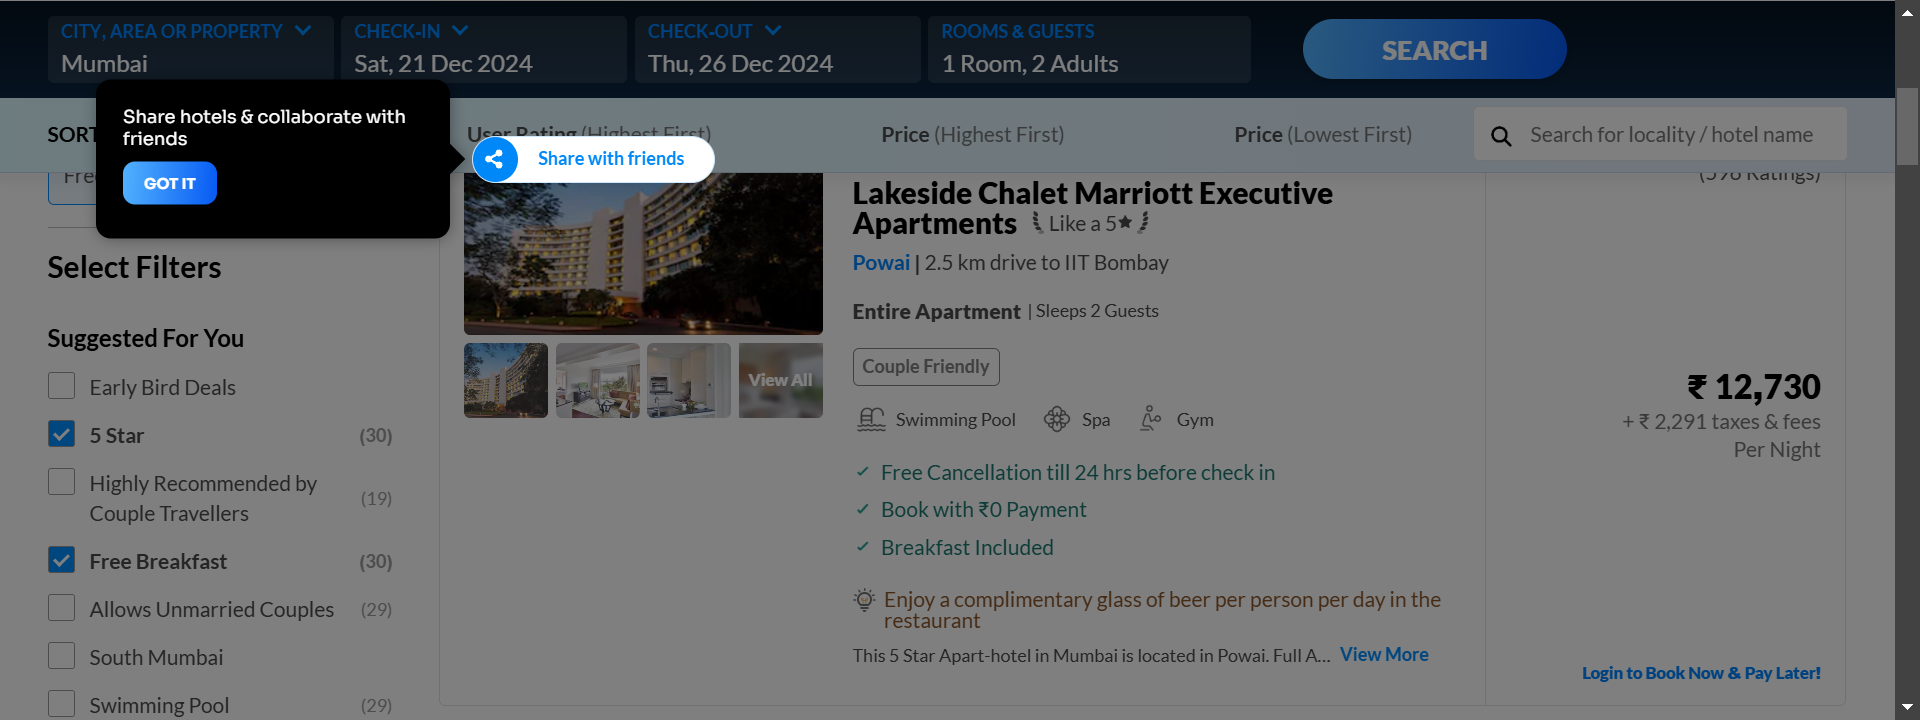 CITY, AREA OR PROPERTY
Mumbai
CHECK-IN
Sat, 21 Dec 2024
CHECK-OUT
Thu, 26 Dec 2024
ROOMS & GUESTS
1 Room, 2 Adults
SEARCH
Share hotels & collaborate with
friends
GOT IT
SORT
User Rating (Highest First)
Price (Highest First)
Price (Lowest First)
Search for locality / hotel name
Share with friends
Select Filters
Suggested For You
Early Bird Deals
5 Star (30)
Highly Recommended by
Couple Travellers (19)
Free Breakfast (30)
Allows Unmarried Couples (29)
South Mumbai
Swimming Pool (29)
View All
Lakeside Chalet Marriott Executive
Apartments Like a 5★
Powai | 2.5 km drive to IIT Bombay
Entire Apartment | Sleeps 2 Guests
Couple Friendly
Swimming Pool Spa Gym
Free Cancellation till 24 hrs before check in
Book with ₹0 Payment
Breakfast Included
Enjoy a complimentary glass of beer per person per day in the
restaurant
This 5 Star Apart-hotel in Mumbai is located in Powai. Full A... View More
(596 Ratings)
₹ 12,730
+ ₹ 2,291 taxes & fees
Per Night
Login to Book Now & Pay Later!